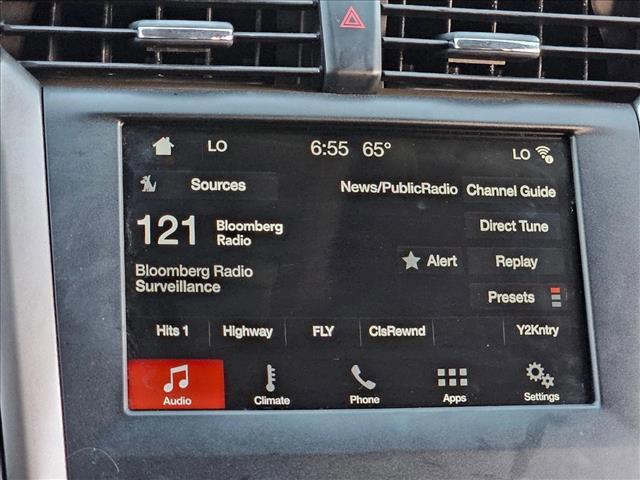 LO 6:55 65° LO
Sources News/PublicRadio Channel Guide
121 Bloomberg
Radio
Direct Tune
Bloomberg Radio
Surveillance
Alert Replay
Presets
Hits 1 Highway FLY ClsRewnd Y2Kntry
Audio Climate Phone Apps Settings